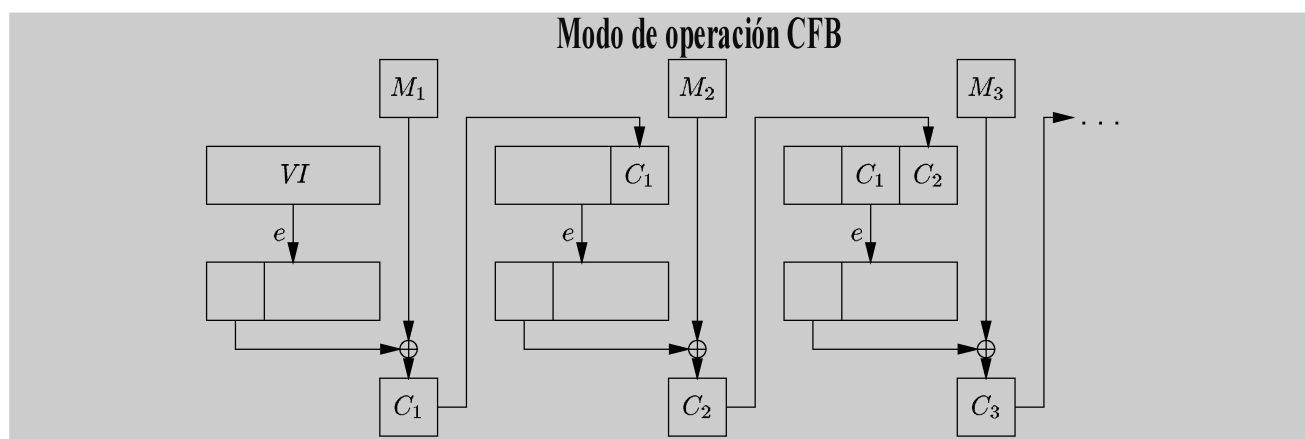 Modo de operación CFB
M₁ M₂ M₃
. . .
VI C₁ C₁ C₂
e e e
C₁ C₂ C₃